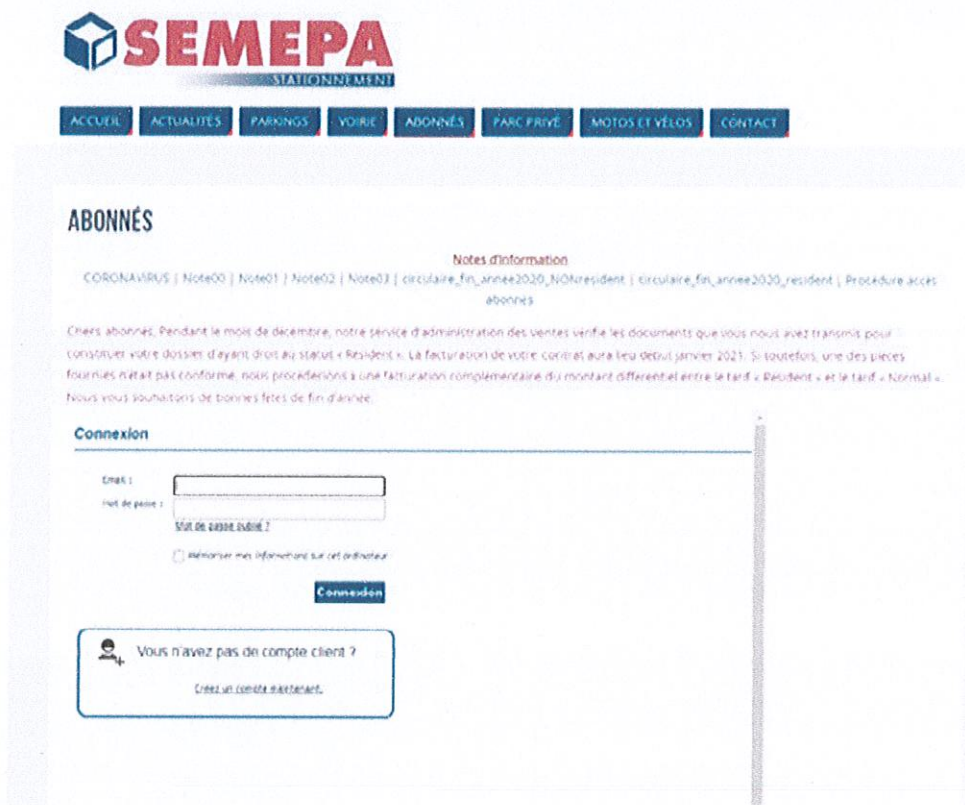 SEMEPA
STATIONNEMENT
ACCUEIL ACTUALITÉS PARKINGS VOIRIE ABONNÉS PARC PRIVÉ MOTOS ET VÉLOS CONTACT
ABONNÉS
Notes d'information
CORONAVIRUS | Note00 | Note01 | Note02 | Note03 | circulaire_fin_annee2020_NONresident | circulaire_fin_annee2020_resident | Procédure accès
abonnés
Chers abonnés, Pendant le mois de décembre, notre service d'administration des ventes vérifie les documents que vous nous avez transmis pour
constituer votre dossier d'ayant droit au statut « Résident ». La facturation de votre contrat aura lieu début janvier 2021. Si toutefois, une des pièces
fournies n'était pas conforme, nous procéderions à une facturation complémentaire du montant différentiel entre le tarif « Résident » et le tarif « Normal ».
Nous vous souhaitons de bonnes fêtes de fin d'année.
Connexion
Email :
Mot de passe :
Mot de passe oublié ?
Mémoriser mes informations sur cet ordinateur
Connexion
Vous n'avez pas de compte client ?
Créez un compte maintenant.